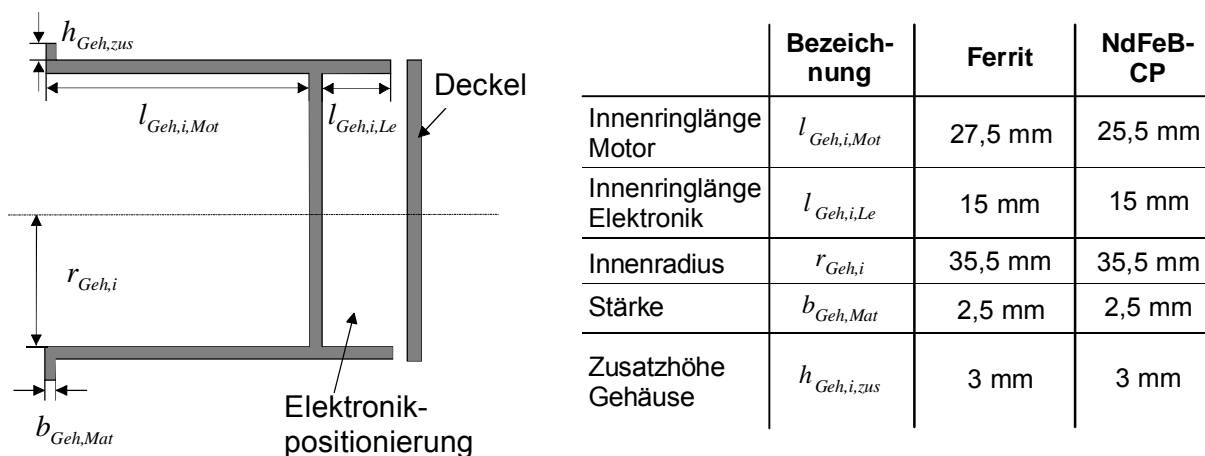 h_Geh,zus
Deckel
l_Geh,i,Mot
l_Geh,i,Le
r_Geh,i
b_Geh,Mat
Elektronik-
positionierung
Bezeich-
nung
Ferrit
NdFeB-
CP
Innenringlänge
Motor
l_Geh,i,Mot
27,5 mm
25,5 mm
Innenringlänge
Elektronik
l_Geh,i,Le
15 mm
15 mm
Innenradius
r_Geh,i
35,5 mm
35,5 mm
Stärke
b_Geh,Mat
2,5 mm
2,5 mm
Zusatzhöhe
Gehäuse
h_Geh,i,zus
3 mm
3 mm